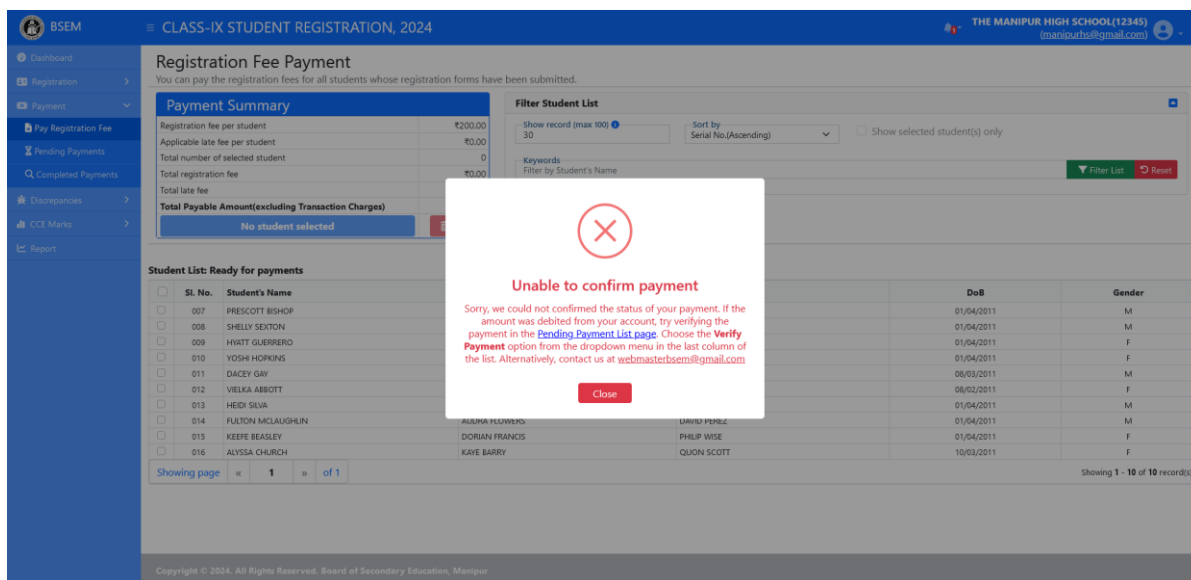 BSEM
≡ CLASS-IX STUDENT REGISTRATION, 2024
THE MANIPUR HIGH SCHOOL(12345)
(manipurhs@gmail.com)
Dashboard
Registration
Payment
Pay Registration Fee
Pending Payments
Completed Payments
Discrepancies
CCE Marks
Report
Registration Fee Payment
You can pay the registration fees for all students whose registration forms have been submitted.
Payment Summary
Registration fee per student ₹200.00
Applicable late fee per student ₹0.00
Total number of selected student 0
Total registration fee ₹0.00
Total late fee
Total Payable Amount(excluding Transaction Charges)
No student selected
Filter Student List
Show record (max 100)
30
Sort by
Serial No.(Ascending)
Show selected student(s) only
Keywords
Filter by Student's Name
Filter List Reset
Unable to confirm payment
Sorry, we could not confirmed the status of your payment. If the
amount was debited from your account, try verifying the
payment in the Pending Payment List page. Choose the Verify
Payment option from the dropdown menu in the last column of
the list. Alternatively, contact us at webmasterbsem@gmail.com
Close
Student List: Ready for payments
Sl. No. Student's Name DoB Gender
007 PRESCOTT BISHOP 01/04/2011 M
008 SHELLY SEXTON 01/04/2011 M
009 HYATT GUERRERO 01/04/2011 F
010 YOSHI HOPKINS 01/04/2011 F
011 DACEY GAY 08/03/2011 M
012 VIELKA ABBOTT 08/02/2011 F
013 HEIDI SILVA 01/04/2011 M
014 FULTON MCLAUGHLIN AUDRA FLOWERS DAVID PEREZ 01/04/2011 M
015 KEEFE BEASLEY DORIAN FRANCIS PHILIP WISE 01/04/2011 F
016 ALYSSA CHURCH KAYE BARRY QUON SCOTT 10/03/2011 F
Showing page « 1 » of 1
Showing 1 - 10 of 10 record(s
Copyright © 2024. All Rights Reserved. Board of Secondary Education, Manipur